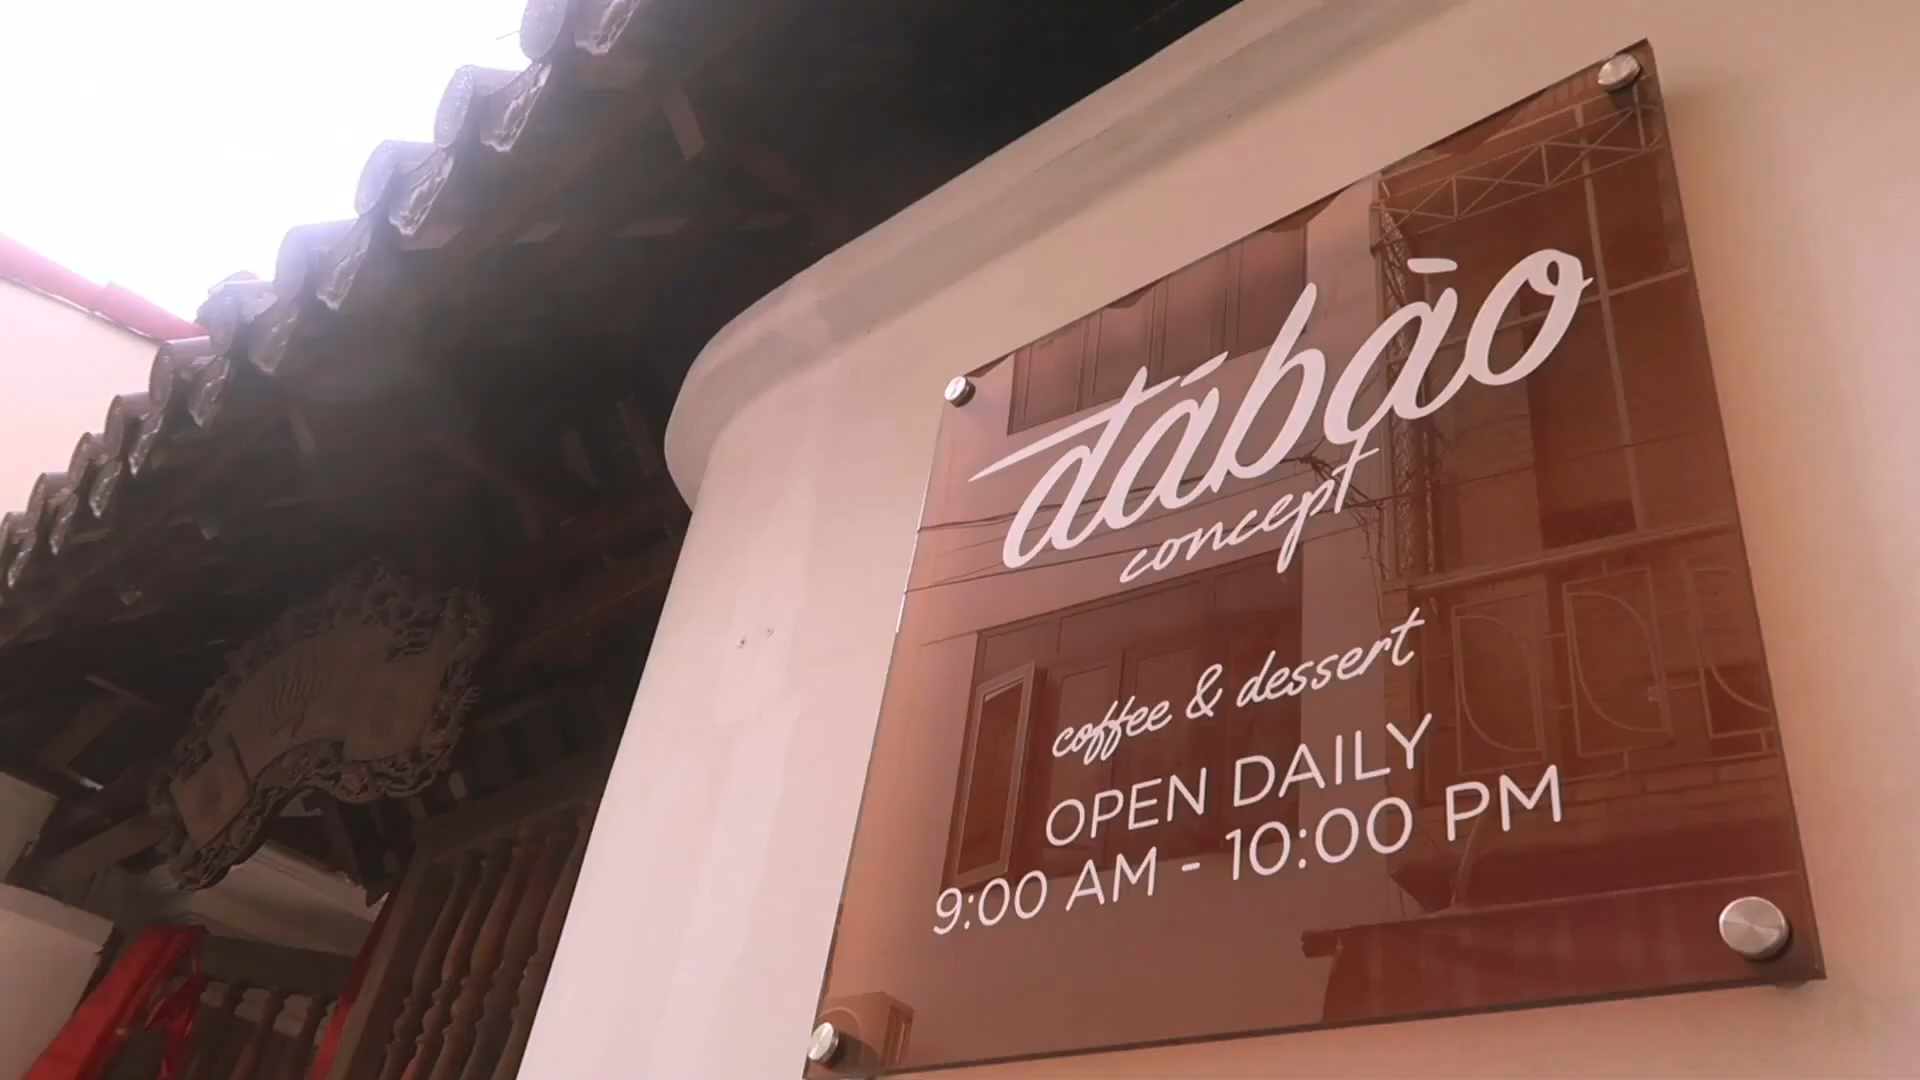 dábào
concept
coffee & dessert
OPEN DAILY
9:00 AM - 10:00 PM